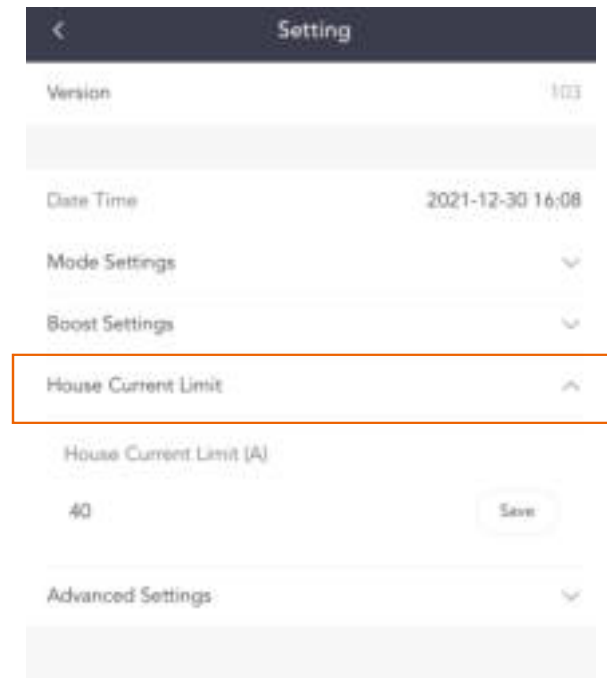 Setting
Version 103
Date Time 2021-12-30 16:08
Mode Settings
Boost Settings
House Current Limit
House Current Limit (A)
40 Save
Advanced Settings